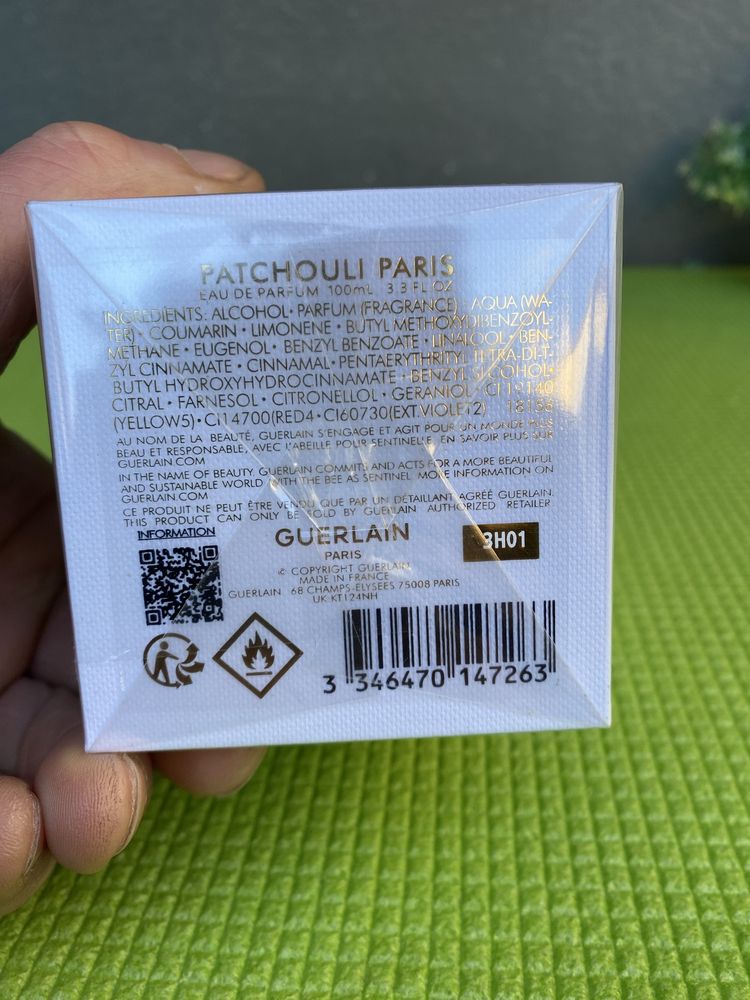 PATCHOULI PARIS
EAU DE PARFUM 100mL 3.3 FL OZ
INGREDIENTS: ALCOHOL • PARFUM (FRAGRANCE) • AQUA (WA-
TER) • COUMARIN • LIMONENE • BUTYL METHOXYDIBENZOYL-
METHANE • EUGENOL • BENZYL BENZOATE • LINALOOL • BEN-
ZYL CINNAMATE • CINNAMAL • PENTAERYTHRITYL TETRA-DI-T-
BUTYL HYDROXYHYDROCINNAMATE • BENZYL ALCOHOL •
CITRAL • FARNESOL • CITRONELLOL • GERANIOL • CI 19140
(YELLOW5) • CI14700(RED4 • CI60730(EXT.VIOLET2)
AU NOM DE LA BEAUTÉ, GUERLAIN S'ENGAGE ET AGIT POUR UN MONDE PLUS
BEAU ET RESPONSABLE, AVEC L'ABEILLE POUR SENTINELLE. EN SAVOIR PLUS SUR
GUERLAIN.COM
IN THE NAME OF BEAUTY, GUERLAIN COMMITS AND ACTS FOR A MORE BEAUTIFUL
AND SUSTAINABLE WORLD WITH THE BEE AS SENTINEL. MORE INFORMATION ON
GUERLAIN.COM
CE PRODUIT NE PEUT ÊTRE VENDU QUE PAR UN DÉTAILLANT AGRÉÉ GUERLAIN.
THIS PRODUCT CAN ONLY BE SOLD BY GUERLAIN AUTHORIZED RETAILER
INFORMATION
GUERLAIN
PARIS
3H01
© COPYRIGHT GUERLAIN
MADE IN FRANCE
GUERLAIN 68 CHAMPS-ELYSEES 75008 PARIS
UK KT124NH
3 346470 147263